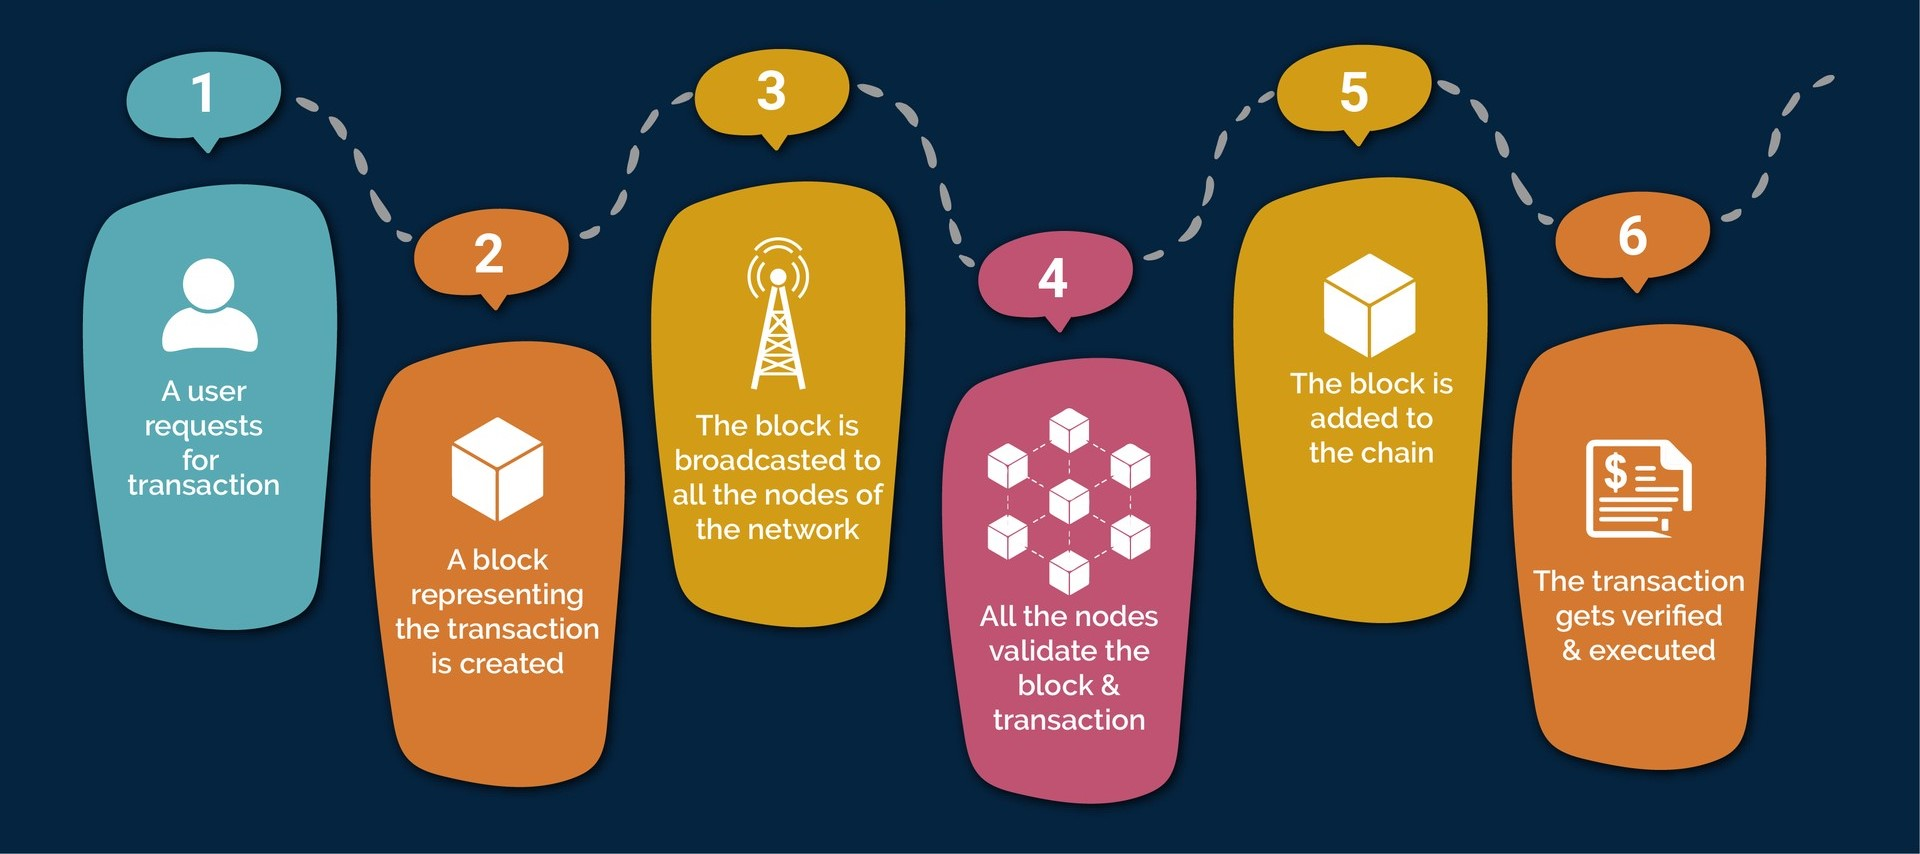 1
A user
requests
for
transaction
2
A block
representing
the transaction
is created
3
The block is
broadcasted to
all the nodes of
the network
4
All the nodes
validate the
block &
transaction
5
The block is
added to
the chain
6
$
The transaction
gets verified
& executed